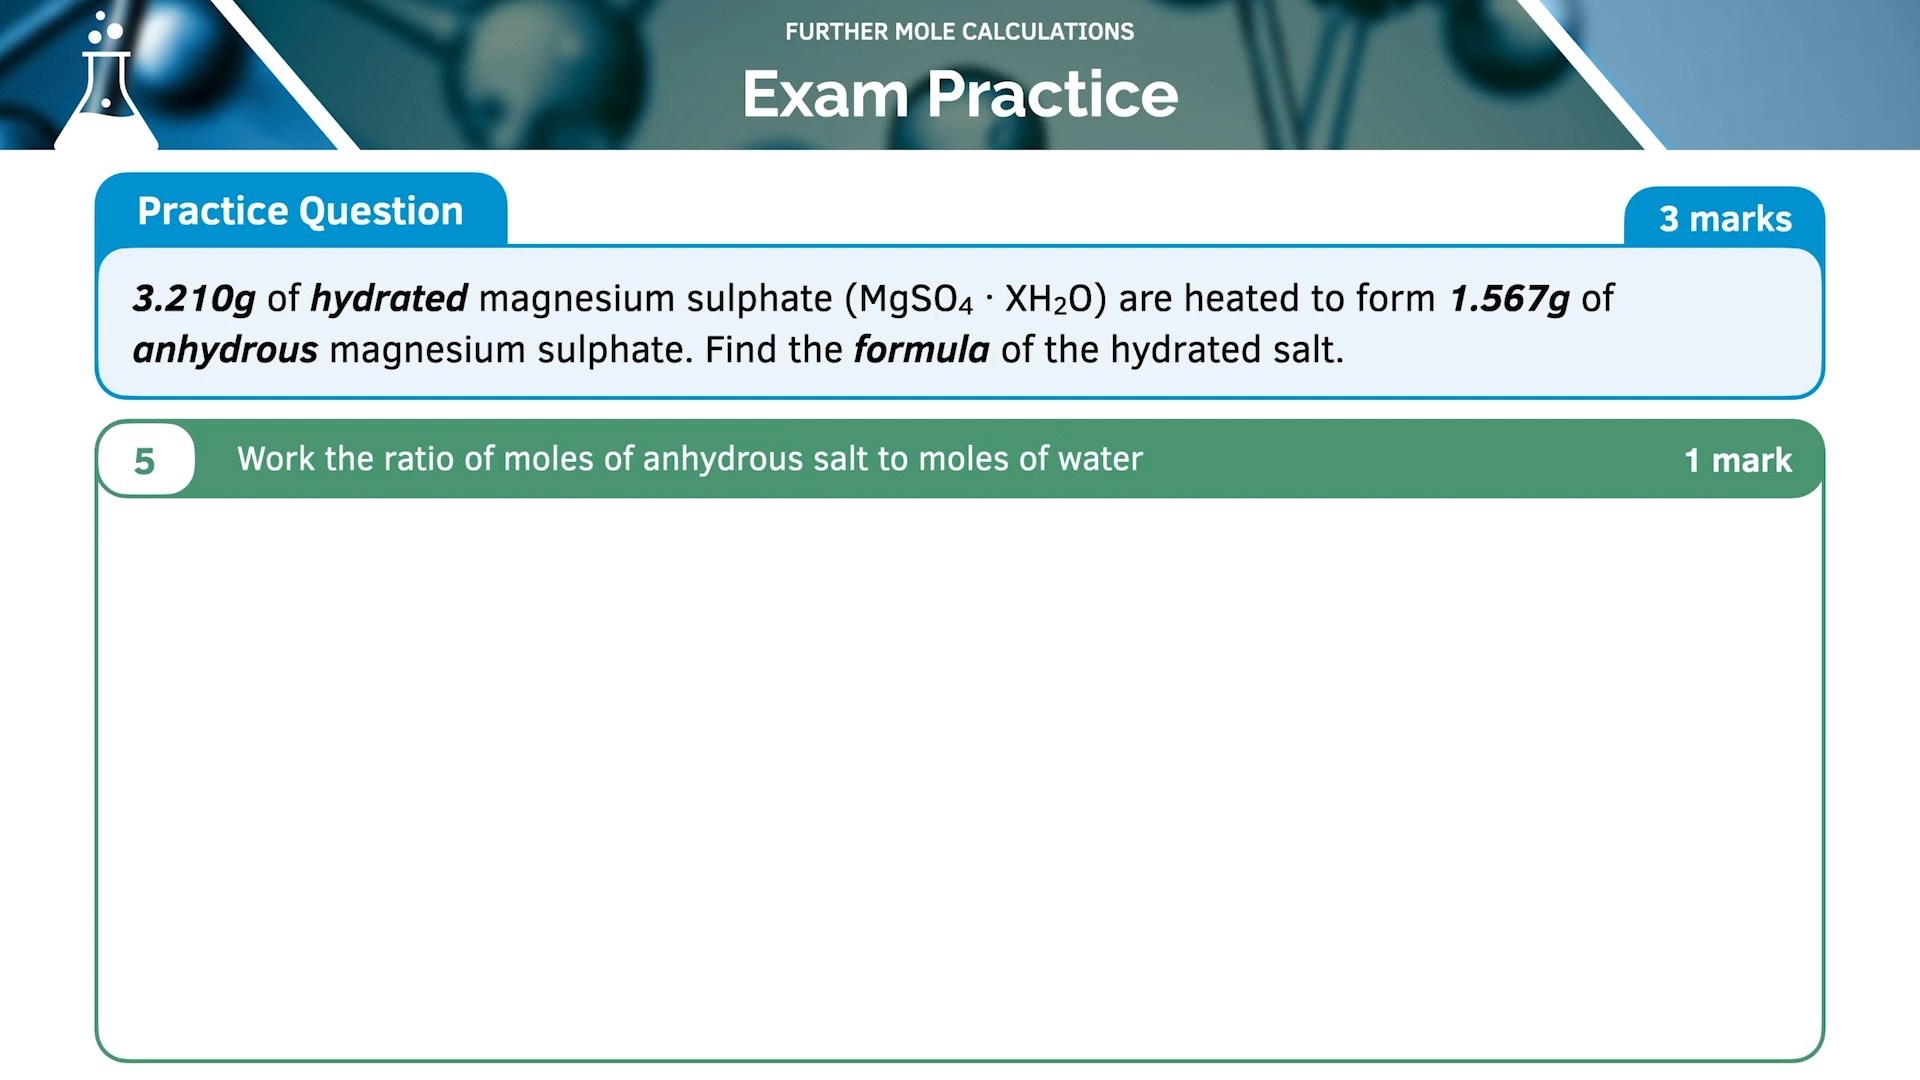 FURTHER MOLE CALCULATIONS
Exam Practice
Practice Question
3 marks
3.210g of hydrated magnesium sulphate (MgSO₄ · XH₂O) are heated to form 1.567g of
anhydrous magnesium sulphate. Find the formula of the hydrated salt.
5
Work the ratio of moles of anhydrous salt to moles of water
1 mark